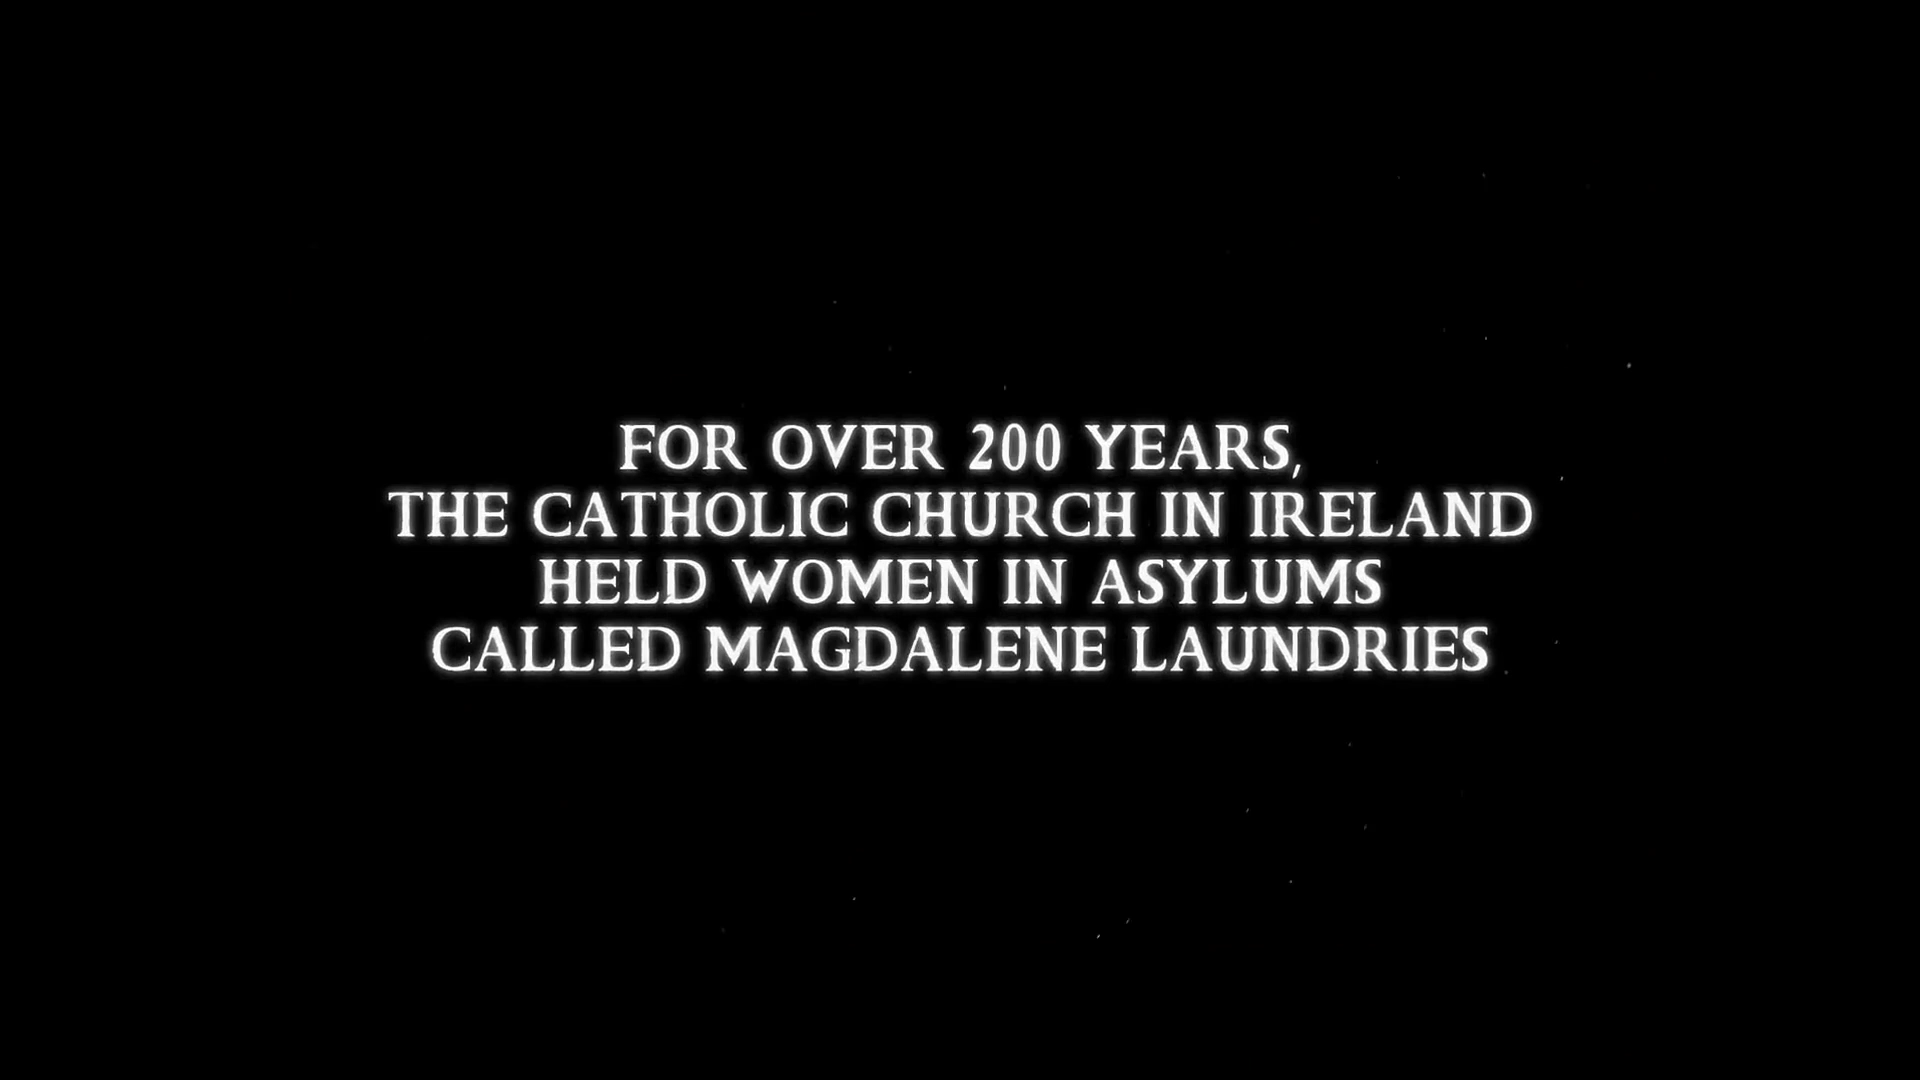 FOR OVER 200 YEARS,
THE CATHOLIC CHURCH IN IRELAND
HELD WOMEN IN ASYLUMS
CALLED MAGDALENE LAUNDRIES